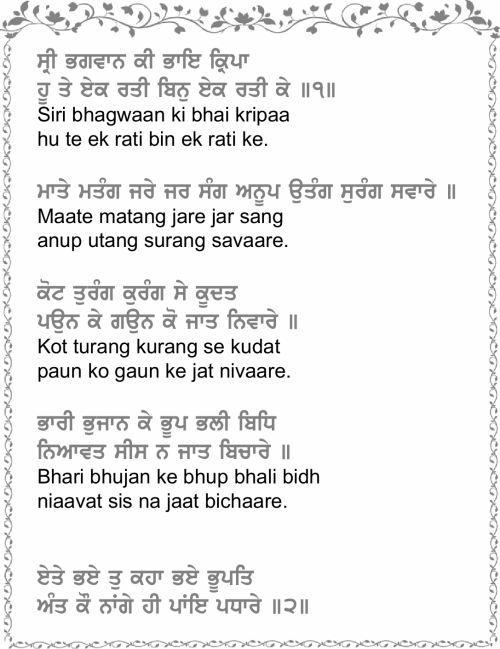 ਸ੍ਰੀ ਭਗਵਾਨ ਕੀ ਭਾਇ ਕ੍ਰਿਪਾ
ਹੂ ਤੇ ਏਕ ਰਤੀ ਬਿਨੁ ਏਕ ਰਤੀ ਕੇ ॥੧॥
Siri bhagwaan ki bhai kripaa
hu te ek rati bin ek rati ke.
ਮਾਤੇ ਮਤੰਗ ਜਰੇ ਜਰ ਸੰਗ ਅਨੂਪ ਉਤੰਗ ਸੁਰੰਗ ਸਵਾਰੇ ॥
Maate matang jare jar sang
anup utang surang savaare.
ਕੋਟ ਤੁਰੰਗ ਕੁਰੰਗ ਸੇ ਕੂਦਤ
ਪਉਨ ਕੇ ਗਉਨ ਕੋ ਜਾਤ ਨਿਵਾਰੇ ॥
Kot turang kurang se kudat
paun ko gaun ke jat nivaare.
ਭਾਰੀ ਭੁਜਾਨ ਕੇ ਭੂਪ ਭਲੀ ਬਿਧਿ
ਨਿਆਵਤ ਸੀਸ ਨ ਜਾਤ ਬਿਚਾਰੇ ॥
Bhari bhujan ke bhup bhali bidh
niaavat sis na jaat bichaare.
ਏਤੇ ਭਏ ਤੁ ਕਹਾ ਭਏ ਭੂਪਤਿ
ਅੰਤ ਕੌ ਨਾਂਗੇ ਹੀ ਪਾਂਇ ਪਧਾਰੇ ॥੨॥